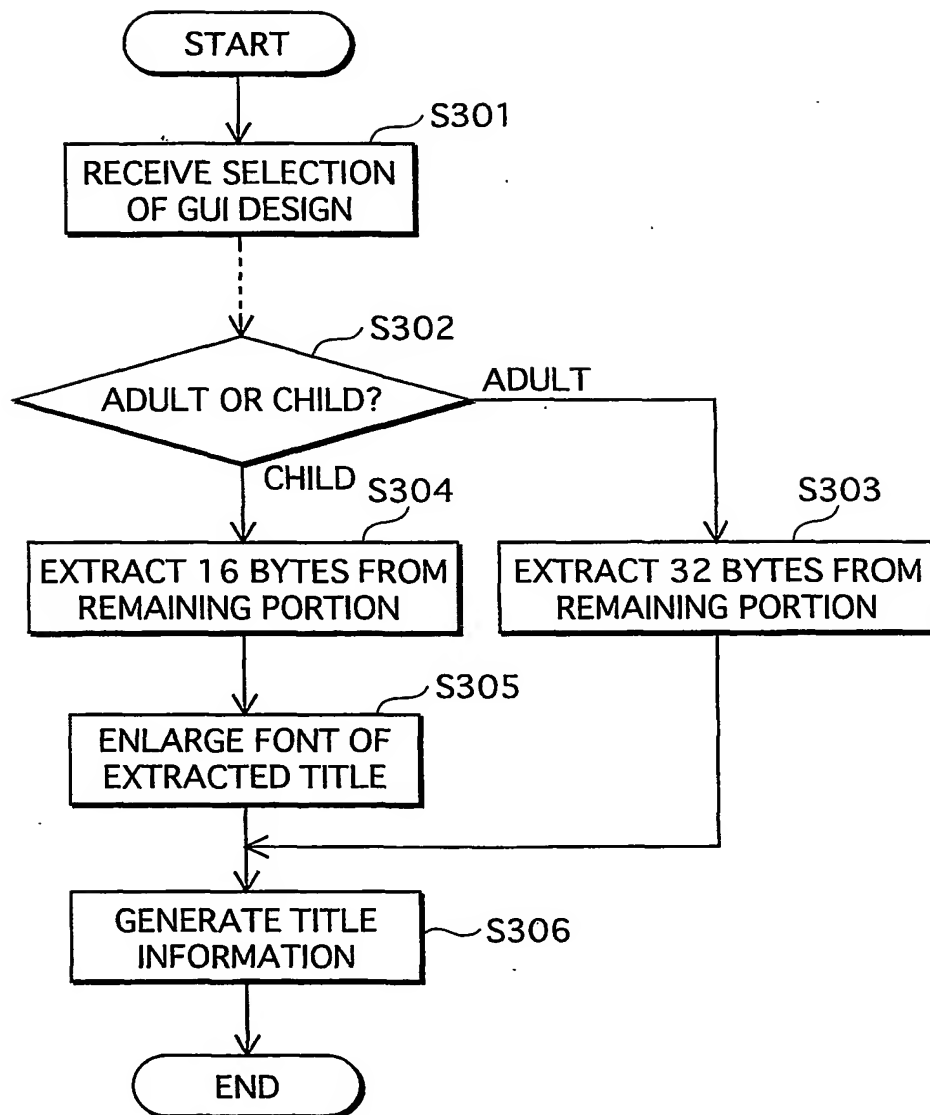 START
S301
RECEIVE SELECTION
OF GUI DESIGN
S302
ADULT OR CHILD?
ADULT
CHILD
S304
S303
EXTRACT 16 BYTES FROM
REMAINING PORTION
EXTRACT 32 BYTES FROM
REMAINING PORTION
S305
ENLARGE FONT OF
EXTRACTED TITLE
GENERATE TITLE
INFORMATION
S306
END